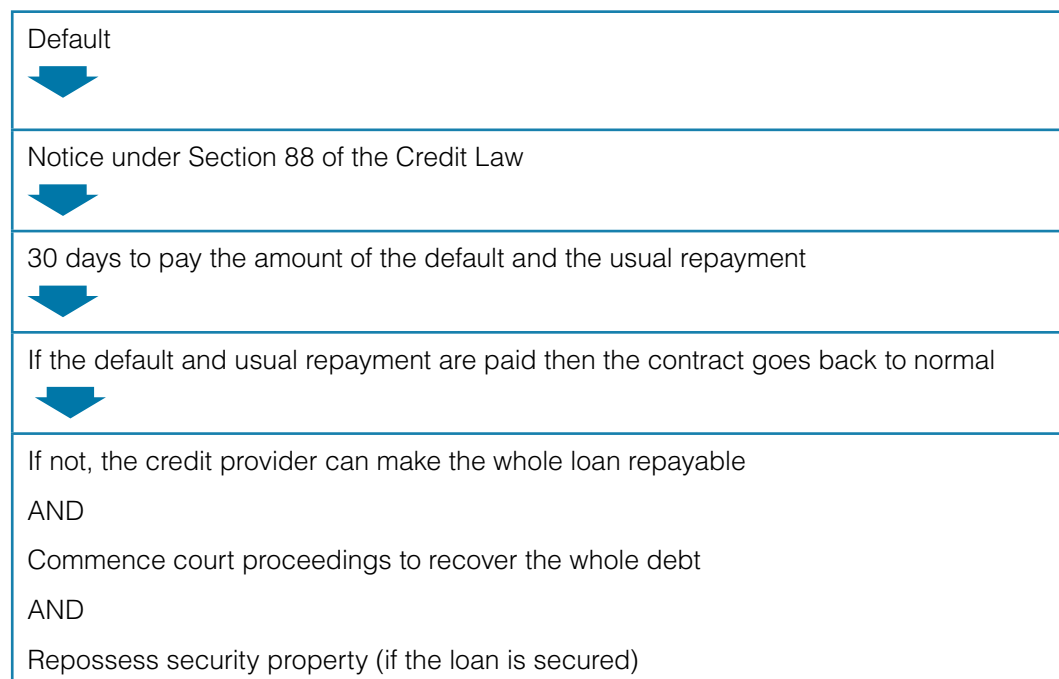 Default
Notice under Section 88 of the Credit Law
30 days to pay the amount of the default and the usual repayment
If the default and usual repayment are paid then the contract goes back to normal
If not, the credit provider can make the whole loan repayable
AND
Commence court proceedings to recover the whole debt
AND
Repossess security property (if the loan is secured)